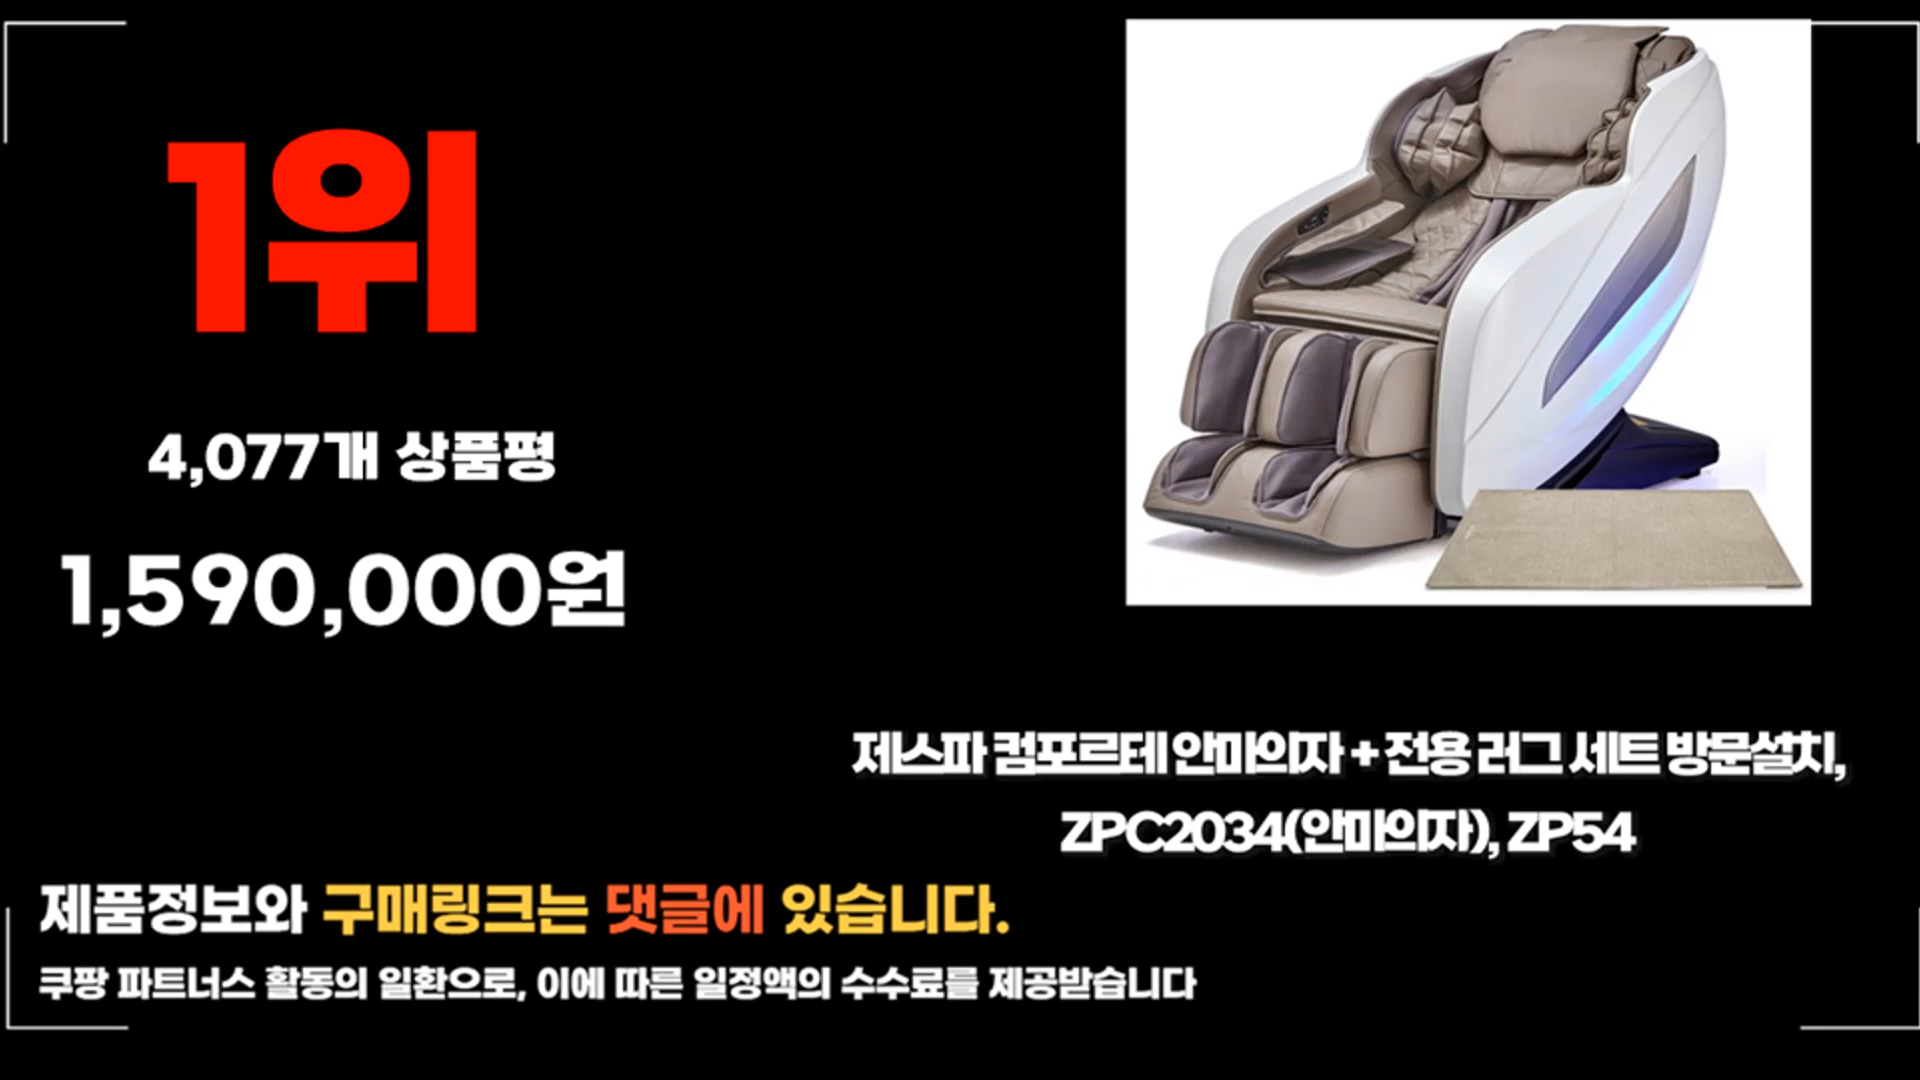 1위
4,077개 상품평
1,590,000원
제스파 컴포르테 안마의자 + 전용 러그 세트 방문설치,
ZPC2034(안마의자), ZP54
제품정보와 구매링크는 댓글에 있습니다.
쿠팡 파트너스 활동의 일환으로, 이에 따른 일정액의 수수료를 제공받습니다